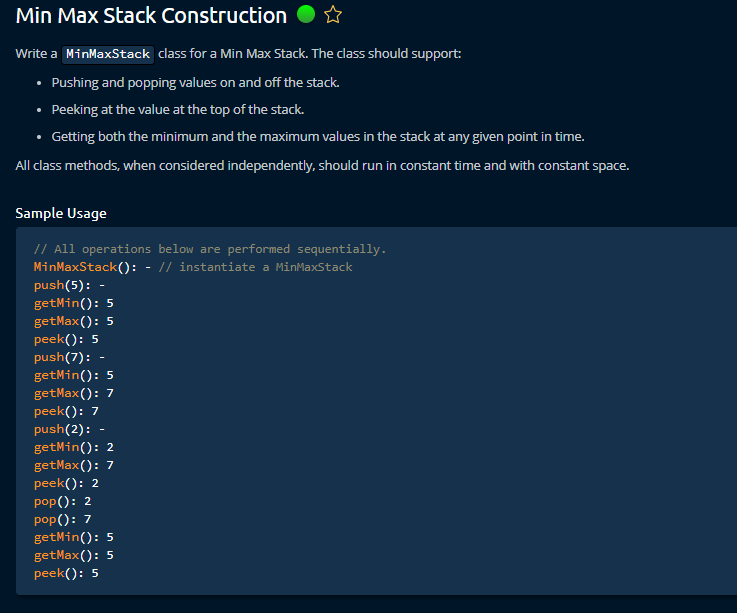 Min Max Stack Construction
Write a MinMaxStack class for a Min Max Stack. The class should support:
• Pushing and popping values on and off the stack.
• Peeking at the value at the top of the stack.
• Getting both the minimum and the maximum values in the stack at any given point in time.
All class methods, when considered independently, should run in constant time and with constant space.
Sample Usage
// All operations below are performed sequentially.
MinMaxStack(): - // instantiate a MinMaxStack
push(5): -
getMin(): 5
getMax(): 5
peek(): 5
push(7): -
getMin(): 5
getMax(): 7
peek(): 7
push(2): -
getMin(): 2
getMax(): 7
peek(): 2
pop(): 2
pop(): 7
getMin(): 5
getMax(): 5
peek(): 5